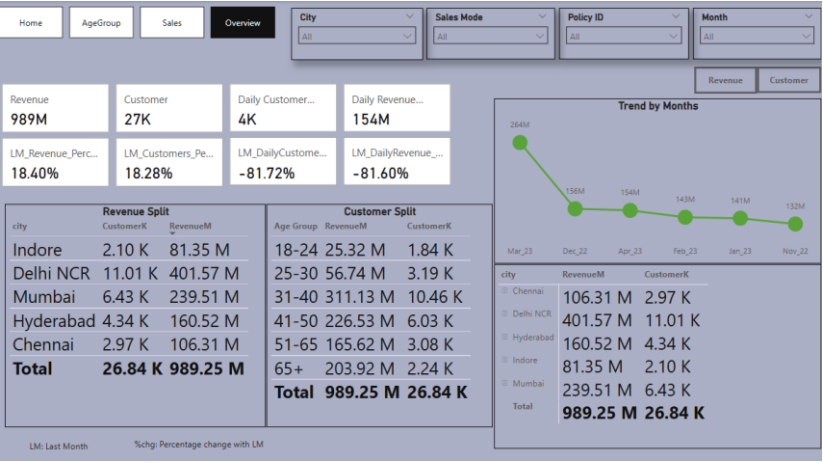 Home AgeGroup Sales Overview
City Sales Mode Policy ID Month
All All All All
Revenue Customer
Revenue Customer Daily Customer... Daily Revenue...
989M 27K 4K 154M
LM_Revenue_Perc... LM_Customers_Pe... LM_DailyCustome... LM_DailyRevenue_...
18.40% 18.28% -81.72% -81.60%
Trend by Months
264M 156M 154M 143M 141M 132M
Mar_23 Dec_22 Apr_23 Feb_23 Jan_23 Nov_22
Revenue Split
city CustomerK RevenueM
Indore 2.10 K 81.35 M
Delhi NCR 11.01 K 401.57 M
Mumbai 6.43 K 239.51 M
Hyderabad 4.34 K 160.52 M
Chennai 2.97 K 106.31 M
Total 26.84 K 989.25 M
Customer Split
Age Group RevenueM CustomerK
18-24 25.32 M 1.84 K
25-30 56.74 M 3.19 K
31-40 311.13 M 10.46 K
41-50 226.53 M 6.03 K
51-65 165.62 M 3.08 K
65+ 203.92 M 2.24 K
Total 989.25 M 26.84 K
city RevenueM CustomerK
Chennai 106.31 M 2.97 K
Delhi NCR 401.57 M 11.01 K
Hyderabad 160.52 M 4.34 K
Indore 81.35 M 2.10 K
Mumbai 239.51 M 6.43 K
Total 989.25 M 26.84 K
LM: Last Month %chg: Percentage change with LM